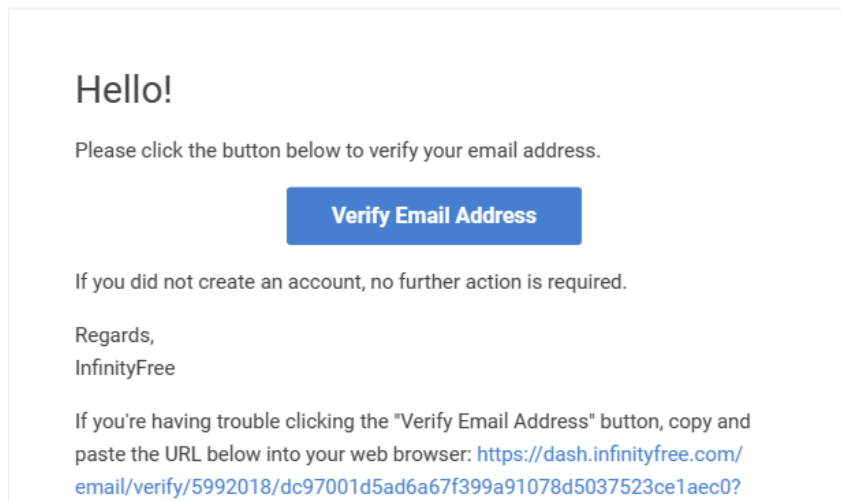 Hello!
Please click the button below to verify your email address.
Verify Email Address
If you did not create an account, no further action is required.
Regards,
InfinityFree
If you're having trouble clicking the "Verify Email Address" button, copy and
paste the URL below into your web browser: https://dash.infinityfree.com/
email/verify/5992018/dc97001d5ad6a67f399a91078d5037523ce1aec0?